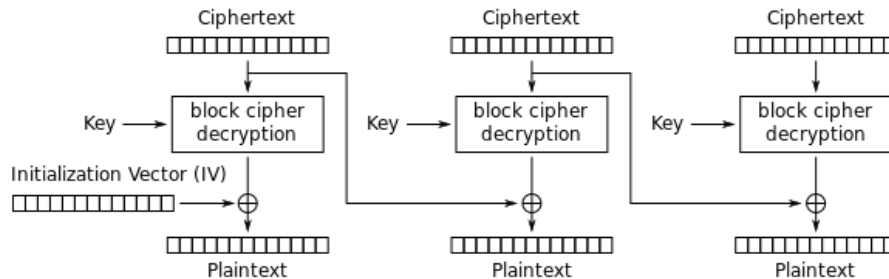 Ciphertext
Ciphertext
Ciphertext
Key
block cipher
decryption
Key
block cipher
decryption
Key
block cipher
decryption
Initialization Vector (IV)
Plaintext
Plaintext
Plaintext